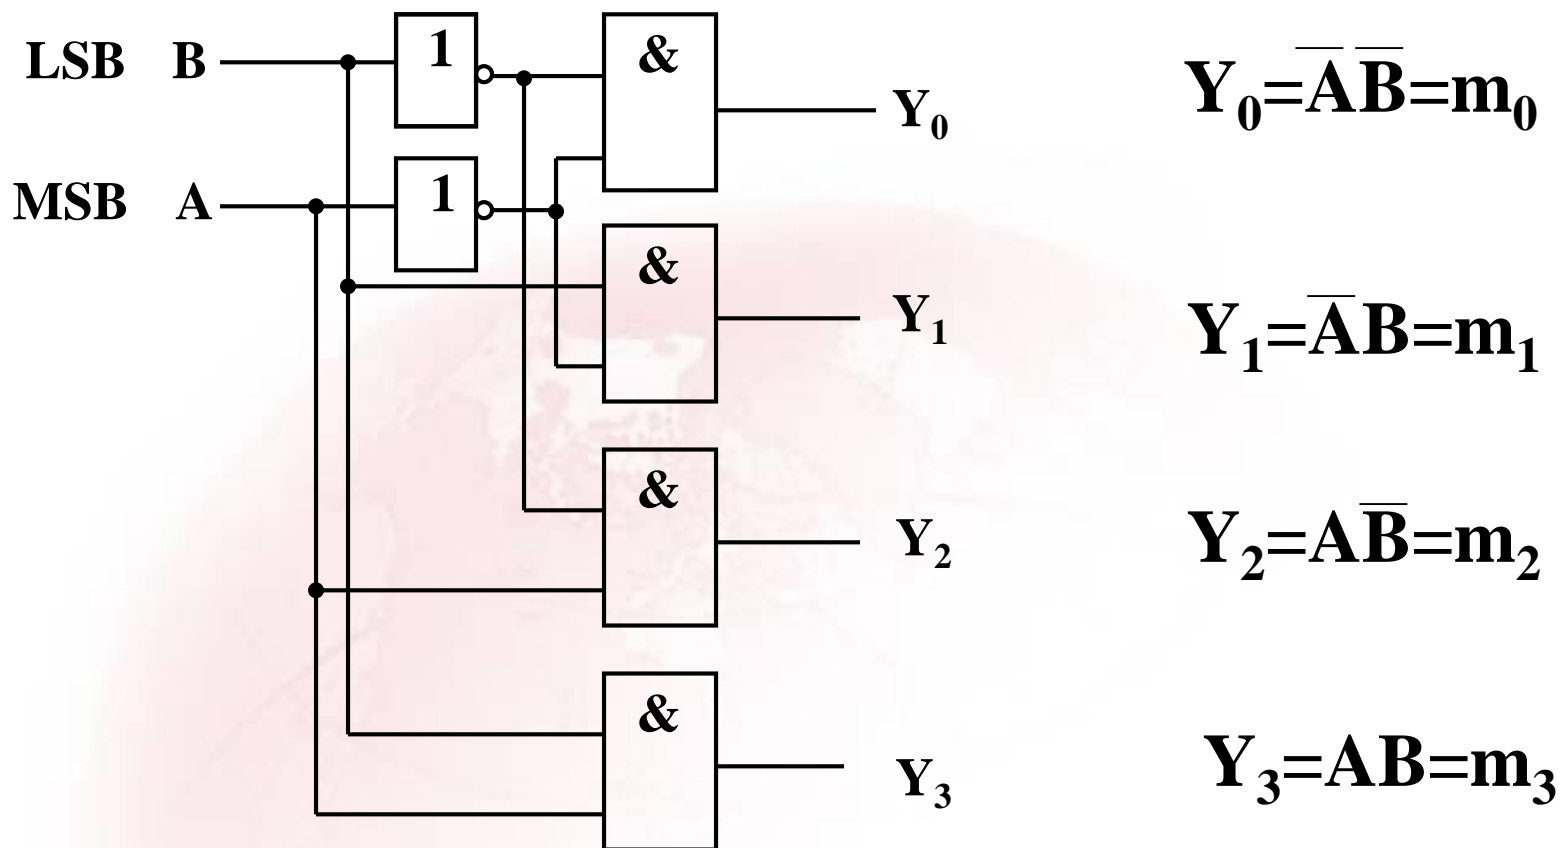 LSB B 1 & Y₀ Y₀=A̅B̅=m₀
MSB A 1
& Y₁ Y₁=A̅B=m₁
& Y₂ Y₂=AB̅=m₂
& Y₃ Y₃=AB=m₃